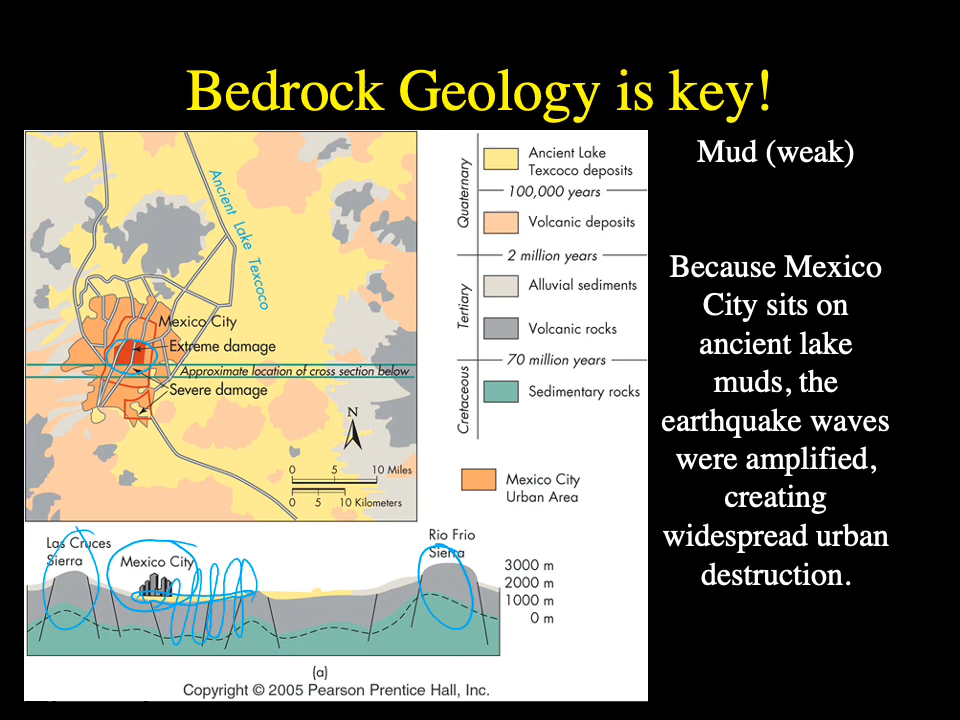 Bedrock Geology is key!
Mud (weak)
Because Mexico
City sits on
ancient lake
muds, the
earthquake waves
were amplified,
creating
widespread urban
destruction.
Ancient Lake Texcoco
Mexico City
Extreme damage
Approximate location of cross section below
Severe damage
N
0 5 10 Miles
0 5 10 Kilometers
Quaternary
Tertiary
Cretaceous
Ancient Lake
Texcoco deposits
100,000 years
Volcanic deposits
2 million years
Alluvial sediments
Volcanic rocks
70 million years
Sedimentary rocks
Mexico City
Urban Area
Las Cruces
Sierra
Mexico City
Rio Frio
Sierra
3000 m
2000 m
1000 m
0 m
(a)
Copyright © 2005 Pearson Prentice Hall, Inc.